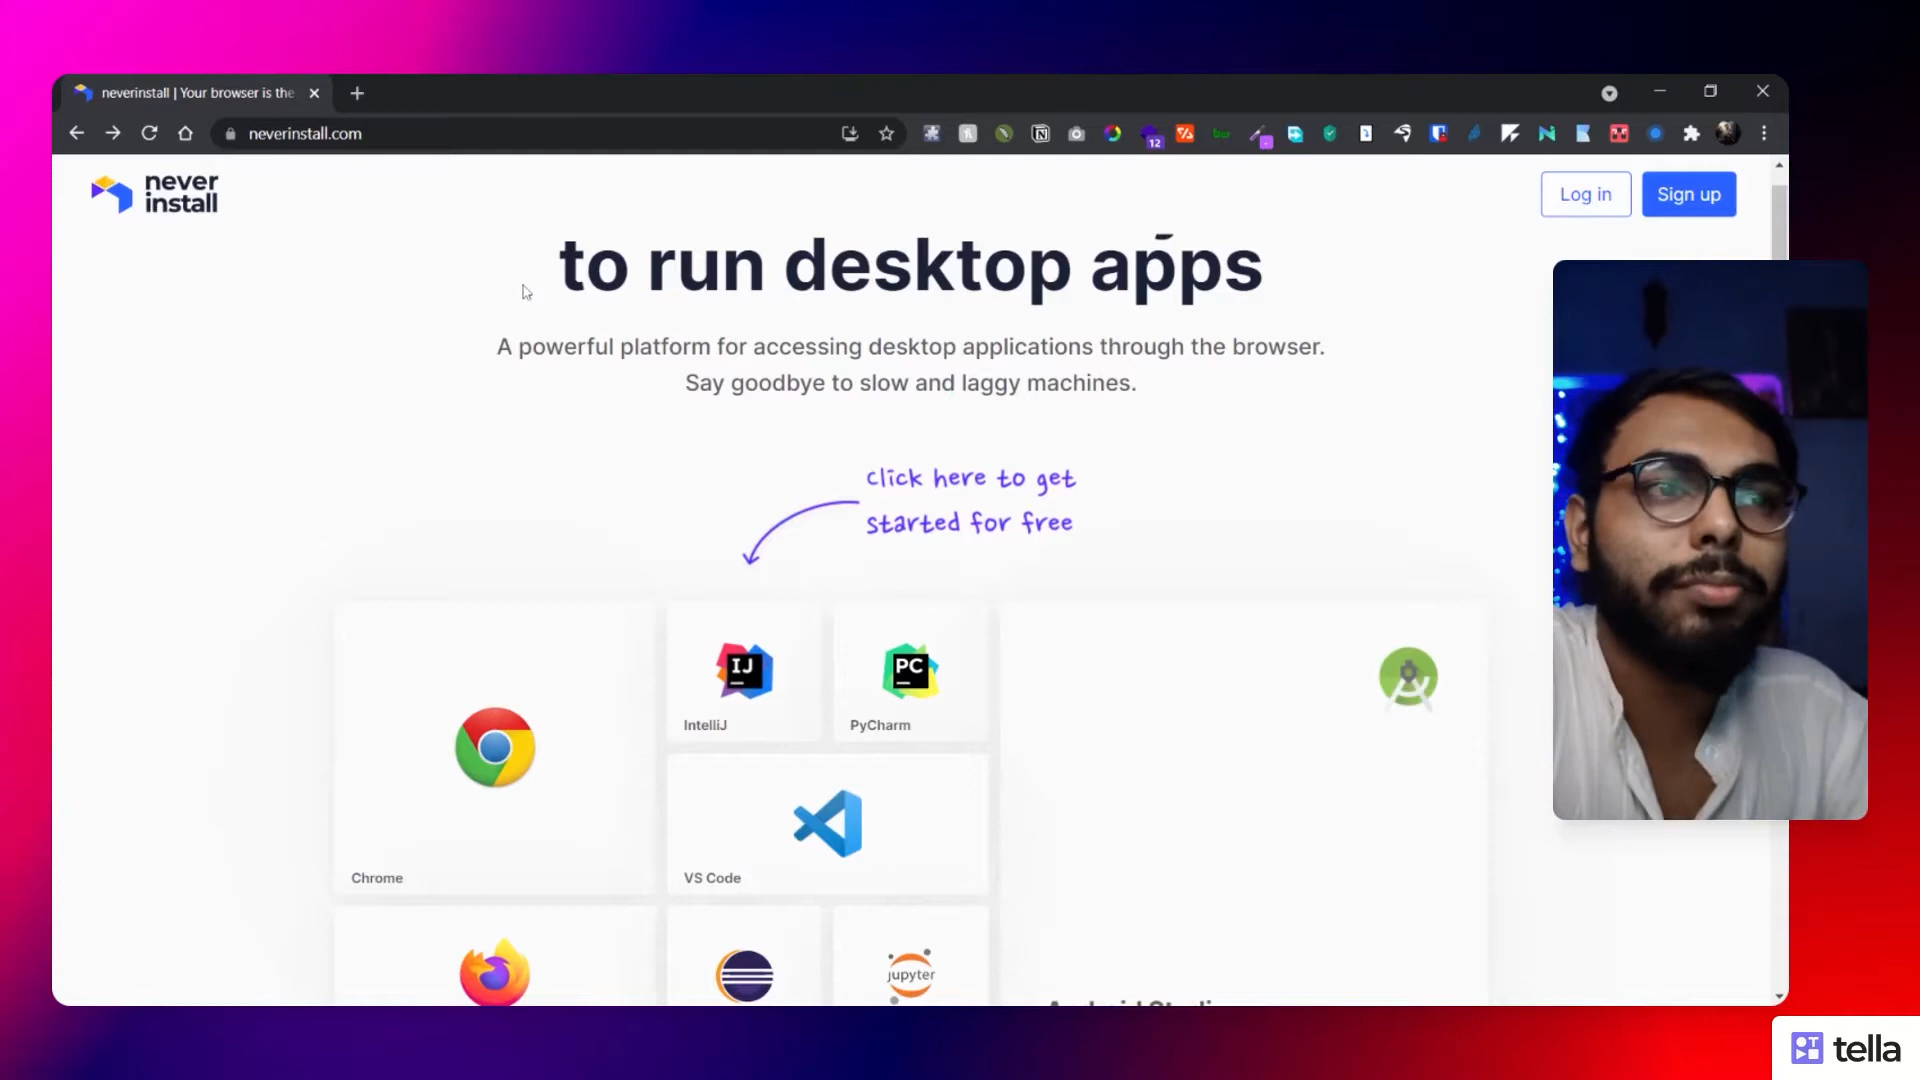 neverinstall | Your browser is the
neverinstall.com
12
never
install
Log in
Sign up
to run desktop apps
A powerful platform for accessing desktop applications through the browser.
Say goodbye to slow and laggy machines.
click here to get
started for free
IJ
IntelliJ
PC
PyCharm
Chrome
VS Code
jupyter
tella